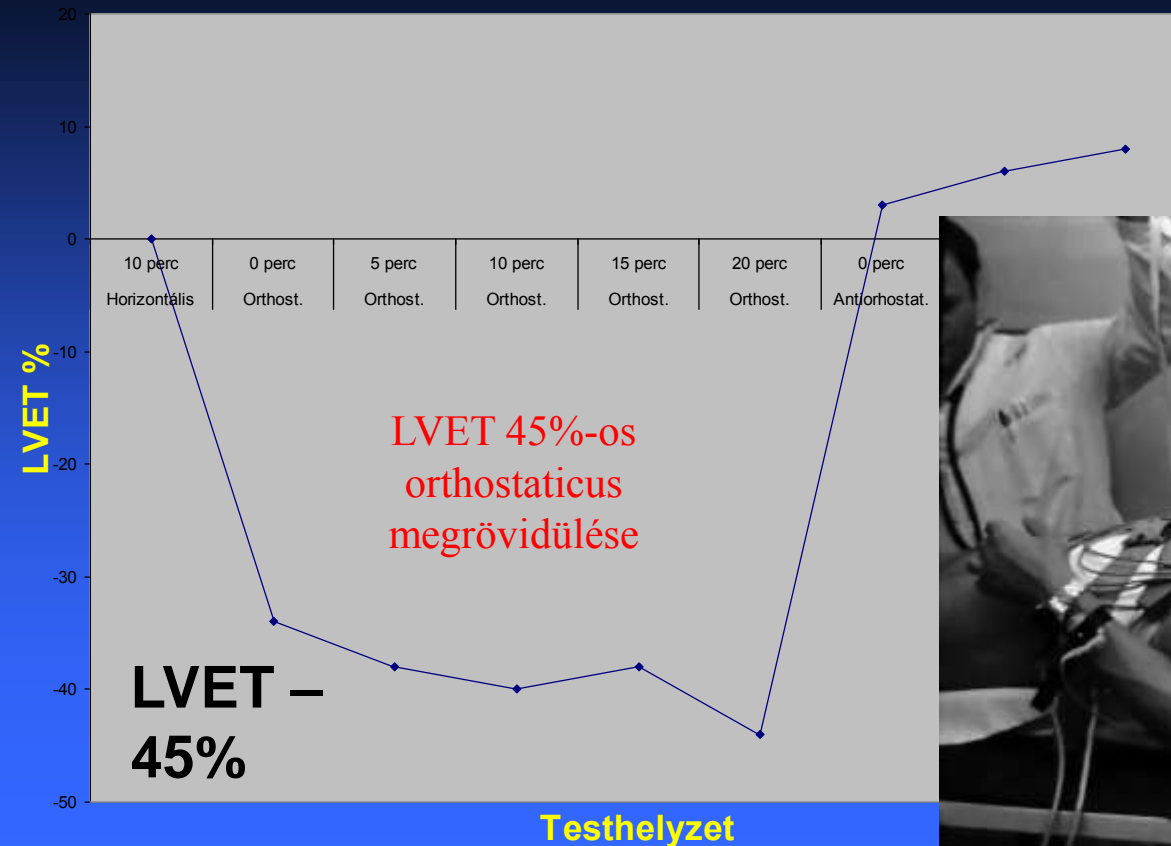 20
10
0
-10
-20
-30
-40
-50
LVET %
10 perc 0 perc 5 perc 10 perc 15 perc 20 perc 0 perc
Horizontális Orthost. Orthost. Orthost. Orthost. Orthost. Antiorhostat.
LVET 45%-os
orthostaticus
megrövidülése
LVET –
45%
Testhelyzet